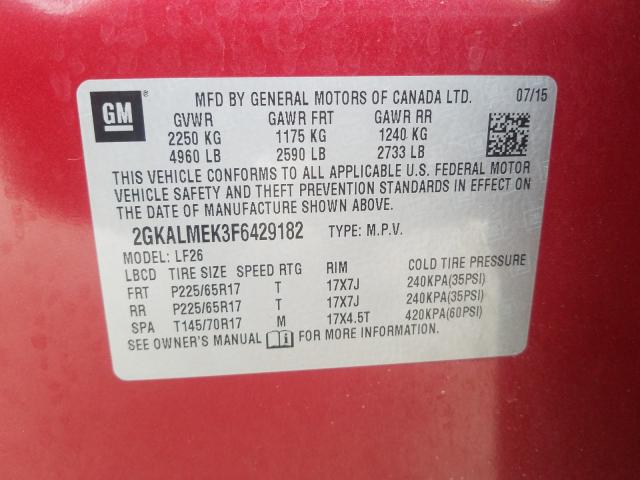 GM
MFD BY GENERAL MOTORS OF CANADA LTD. 07/15
GVWR GAWR FRT GAWR RR
2250 KG 1175 KG 1240 KG
4960 LB 2590 LB 2733 LB
THIS VEHICLE CONFORMS TO ALL APPLICABLE U.S. FEDERAL MOTOR
VEHICLE SAFETY AND THEFT PREVENTION STANDARDS IN EFFECT ON
THE DATE OF MANUFACTURE SHOWN ABOVE.
2GKALMEK3F6429182 TYPE: M.P.V.
MODEL: LF26
LBCD TIRE SIZE SPEED RTG RIM COLD TIRE PRESSURE
FRT P225/65R17 T 17X7J 240KPA(35PSI)
RR P225/65R17 T 17X7J 240KPA(35PSI)
SPA T145/70R17 M 17X4.5T 420KPA(60PSI)
SEE OWNER'S MANUAL i FOR MORE INFORMATION.